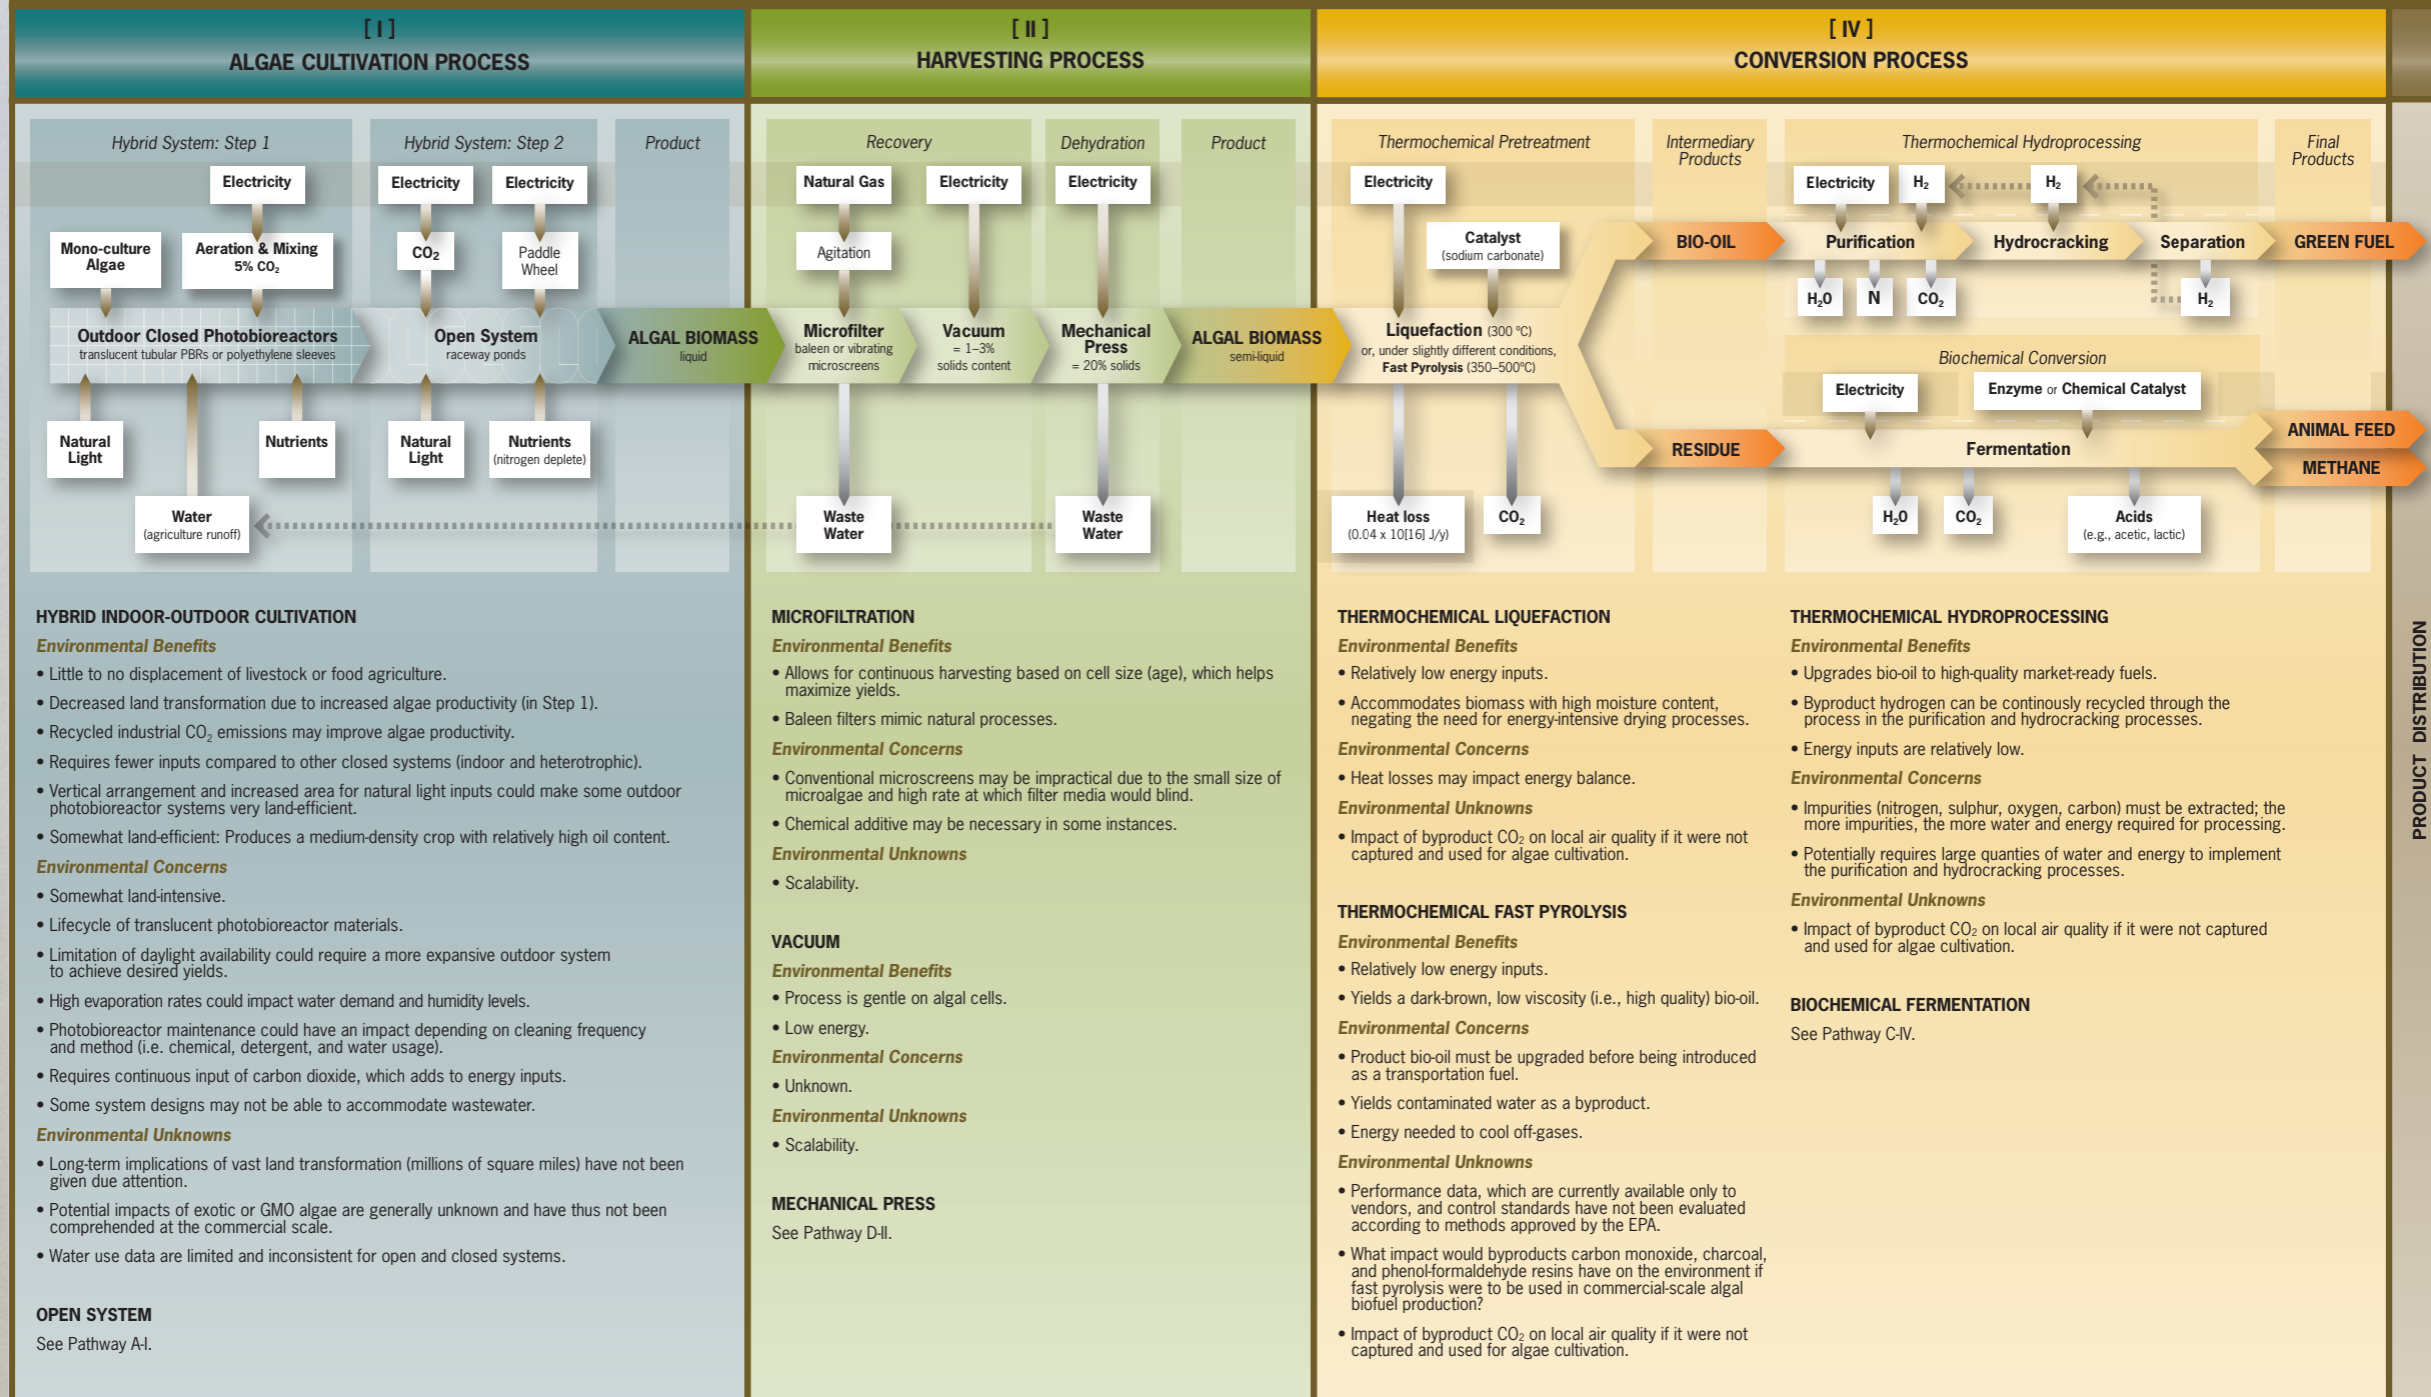 [ I ]
ALGAE CULTIVATION PROCESS
Hybrid System: Step 1
Hybrid System: Step 2
Product
Electricity
Electricity
Electricity
Mono-culture
Algae
Aeration & Mixing
5% CO₂
CO₂
Paddle
Wheel
Outdoor Closed Photobioreactors
translucent tubular PBRs or polyethylene sleeves
Open System
raceway ponds
ALGAL BIOMASS
liquid
Natural
Light
Nutrients
Natural
Light
Nutrients
(nitrogen deplete)
Water
(agriculture runoff)
HYBRID INDOOR-OUTDOOR CULTIVATION
Environmental Benefits
• Little to no displacement of livestock or food agriculture.
• Decreased land transformation due to increased algae productivity (in Step 1).
• Recycled industrial CO₂ emissions may improve algae productivity.
• Requires fewer inputs compared to other closed systems (indoor and heterotrophic).
• Vertical arrangement and increased area for natural light inputs could make some outdoor
photobioreactor systems very land-efficient.
• Somewhat land-efficient: Produces a medium-density crop with relatively high oil content.
Environmental Concerns
• Somewhat land-intensive.
• Lifecycle of translucent photobioreactor materials.
• Limitation of daylight availability could require a more expansive outdoor system
to achieve desired yields.
• High evaporation rates could impact water demand and humidity levels.
• Photobioreactor maintenance could have an impact depending on cleaning frequency
and method (i.e. chemical, detergent, and water usage).
• Requires continuous input of carbon dioxide, which adds to energy inputs.
• Some system designs may not be able to accommodate wastewater.
Environmental Unknowns
• Long-term implications of vast land transformation (millions of square miles) have not been
given due attention.
• Potential impacts of exotic or GMO algae are generally unknown and have thus not been
comprehended at the commercial scale.
• Water use data are limited and inconsistent for open and closed systems.
OPEN SYSTEM
See Pathway A-I.
[ II ]
HARVESTING PROCESS
Recovery
Dehydration
Product
Natural Gas
Electricity
Electricity
Agitation
Microfilter
baleen or vibrating
microscreens
Vacuum
= 1–3%
solids content
Mechanical
Press
= 20% solids
ALGAL BIOMASS
semi-liquid
Waste
Water
Waste
Water
MICROFILTRATION
Environmental Benefits
• Allows for continuous harvesting based on cell size (age), which helps
maximize yields.
• Baleen filters mimic natural processes.
Environmental Concerns
• Conventional microscreens may be impractical due to the small size of
microalgae and high rate at which filter media would blind.
• Chemical additive may be necessary in some instances.
Environmental Unknowns
• Scalability.
VACUUM
Environmental Benefits
• Process is gentle on algal cells.
• Low energy.
Environmental Concerns
• Unknown.
Environmental Unknowns
• Scalability.
MECHANICAL PRESS
See Pathway D-II.
[ IV ]
CONVERSION PROCESS
Thermochemical Pretreatment
Intermediary
Products
Thermochemical Hydroprocessing
Final
Products
Electricity
Catalyst
(sodium carbonate)
Electricity
H₂
H₂
BIO-OIL
Purification
Hydrocracking
Separation
GREEN FUEL
H₂O
N
CO₂
H₂
Liquefaction (300 ºC)
or, under slightly different conditions,
Fast Pyrolysis (350–500ºC)
Biochemical Conversion
Electricity
Enzyme or Chemical Catalyst
RESIDUE
Fermentation
ANIMAL FEED
METHANE
Heat loss
(0.04 x 10[16] J/y)
CO₂
H₂O
CO₂
Acids
(e.g., acetic, lactic)
THERMOCHEMICAL LIQUEFACTION
Environmental Benefits
• Relatively low energy inputs.
• Accommodates biomass with high moisture content,
negating the need for energy-intensive drying processes.
Environmental Concerns
• Heat losses may impact energy balance.
Environmental Unknowns
• Impact of byproduct CO₂ on local air quality if it were not
captured and used for algae cultivation.
THERMOCHEMICAL FAST PYROLYSIS
Environmental Benefits
• Relatively low energy inputs.
• Yields a dark-brown, low viscosity (i.e., high quality) bio-oil.
Environmental Concerns
• Product bio-oil must be upgraded before being introduced
as a transportation fuel.
• Yields contaminated water as a byproduct.
• Energy needed to cool off-gases.
Environmental Unknowns
• Performance data, which are currently available only to
vendors, and control standards have not been evaluated
according to methods approved by the EPA.
• What impact would byproducts carbon monoxide, charcoal,
and phenol-formaldehyde resins have on the environment if
fast pyrolysis were to be used in commercial-scale algal
biofuel production?
• Impact of byproduct CO₂ on local air quality if it were not
captured and used for algae cultivation.
THERMOCHEMICAL HYDROPROCESSING
Environmental Benefits
• Upgrades bio-oil to high-quality market-ready fuels.
• Byproduct hydrogen can be continously recycled through the
process in the purification and hydrocracking processes.
• Energy inputs are relatively low.
Environmental Concerns
• Impurities (nitrogen, sulphur, oxygen, carbon) must be extracted; the
more impurities, the more water and energy required for processing.
• Potentially requires large quanties of water and energy to implement
the purification and hydrocracking processes.
Environmental Unknowns
• Impact of byproduct CO₂ on local air quality if it were not captured
and used for algae cultivation.
BIOCHEMICAL FERMENTATION
See Pathway C-IV.
PRODUCT DISTRIBUTION